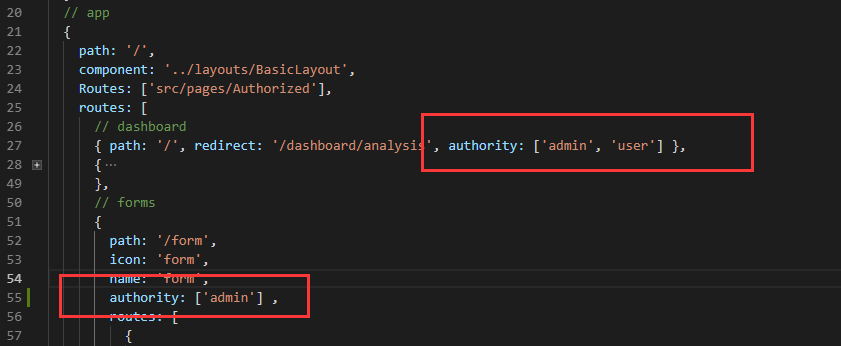 20 // app
21 {
22 path: '/',
23 component: '../layouts/BasicLayout',
24 Routes: ['src/pages/Authorized'],
25 routes: [
26 // dashboard
27 { path: '/', redirect: '/dashboard/analysis', authority: ['admin', 'user'] },
28 { ···
49 },
50 // forms
51 {
52 path: '/form',
53 icon: 'form',
54 name: 'form',
55 authority: ['admin'] ,
56 routes: [
57 {